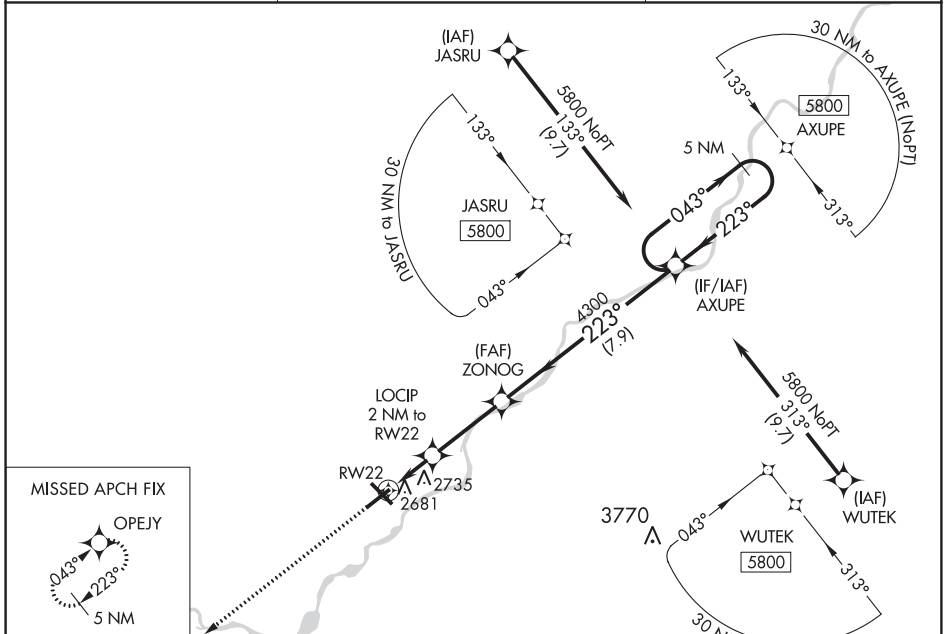 (IAF)
JASRU
5800 NoPT
133°
(9.7)
30 NM to AXUPE (NoPT)
133°
5800
AXUPE
313°
5 NM
043°
223°
(IF/IAF)
AXUPE
133°
30 NM to JASRU
JASRU
5800
043°
4300
223°
(7.9)
(FAF)
ZONOG
LOCIP
2 NM to
RW22
RW22
2735
2681
5800 NoPT
313°
(9.7)
(IAF)
WUTEK
3770
043°
WUTEK
5800
313°
30 N
MISSED APCH FIX
OPEJY
043°
223°
5 NM